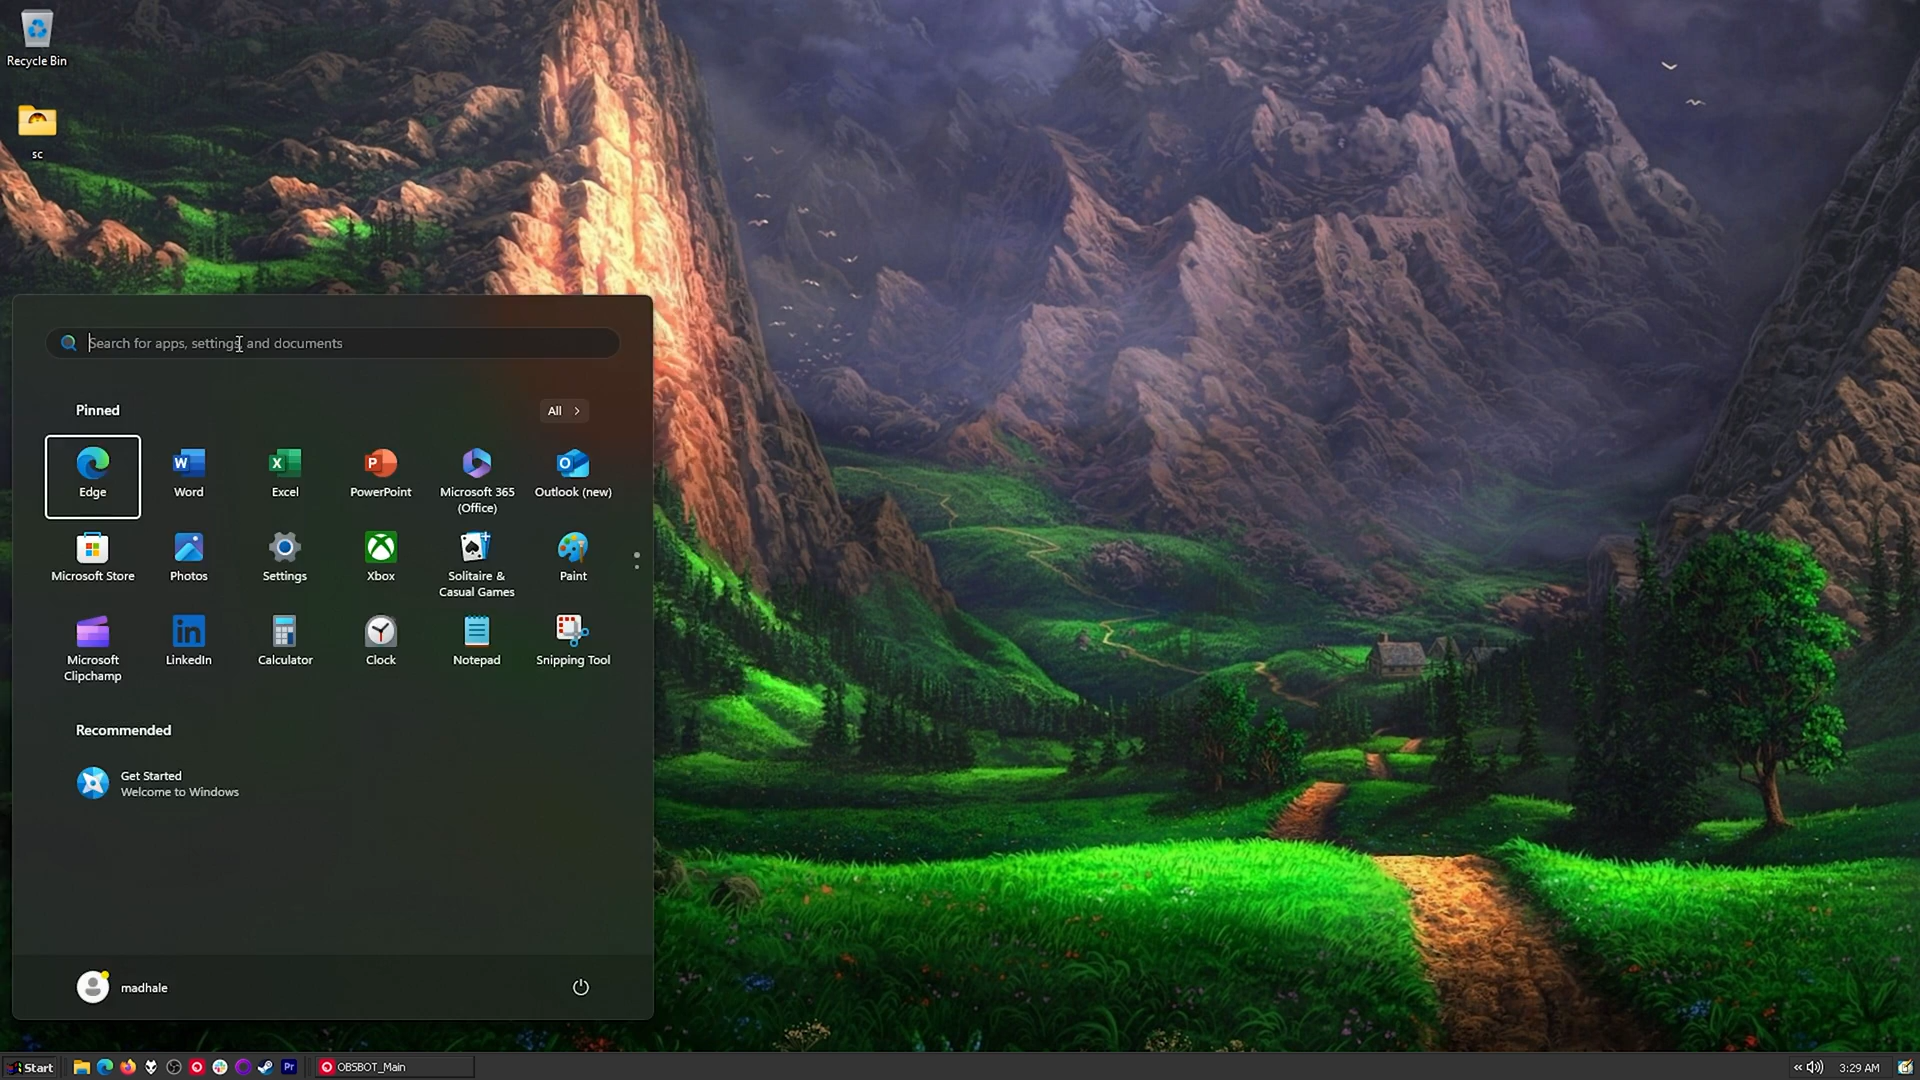 Recycle Bin
sc
Search for apps, settings, and documents
Pinned
All
Edge
Word
Excel
PowerPoint
Microsoft 365
(Office)
Outlook (new)
Microsoft Store
Photos
Settings
Xbox
Solitaire &
Casual Games
Paint
Microsoft
Clipchamp
LinkedIn
Calculator
Clock
Notepad
Snipping Tool
Recommended
Get Started
Welcome to Windows
madhale
Start
Pr
OBSBOT_Main
3:29 AM